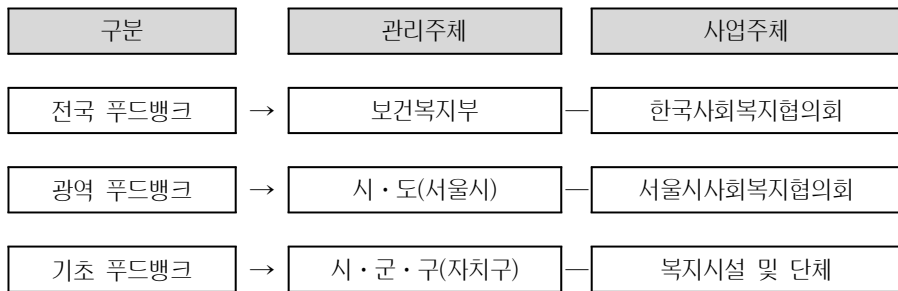 구분 관리주체 사업주체
전국 푸드뱅크 → 보건복지부 — 한국사회복지협의회
광역 푸드뱅크 → 시・도(서울시) — 서울시사회복지협의회
기초 푸드뱅크 → 시・군・구(자치구) — 복지시설 및 단체